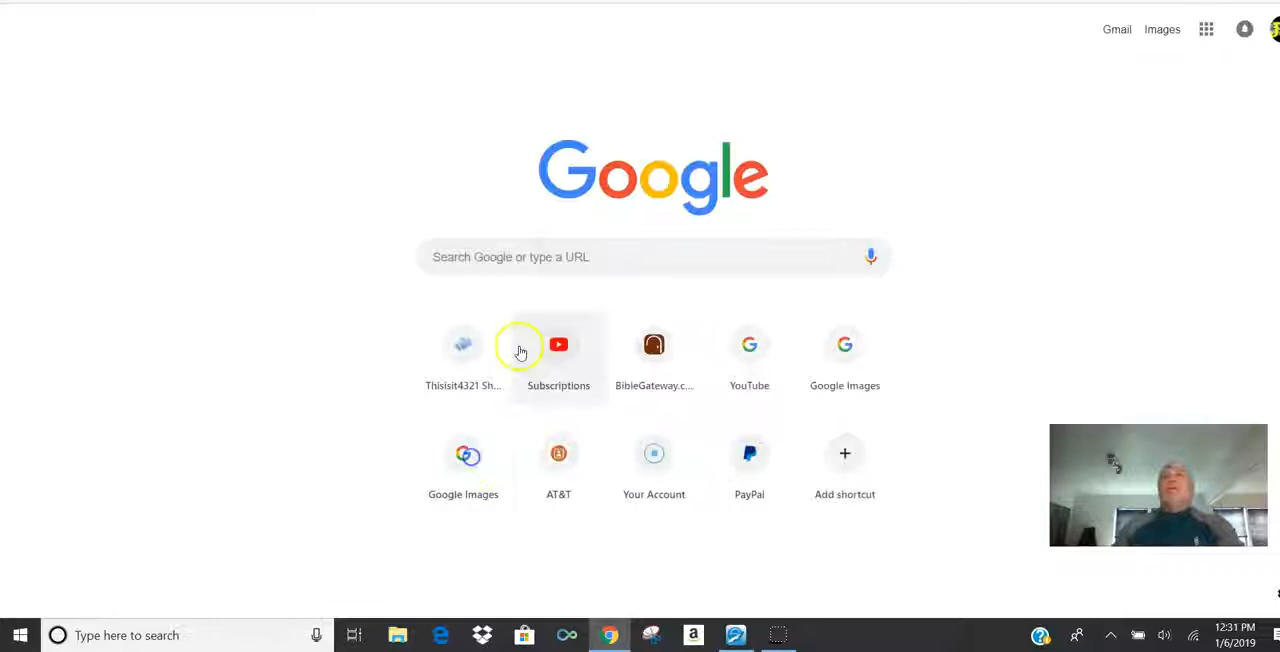 Gmail Images
Google
Search Google or type a URL
Thisisit4321 Sh... Subscriptions BibleGateway.c... YouTube Google Images
Google Images AT&T Your Account PayPal Add shortcut
Type here to search
12:31 PM
1/6/2019